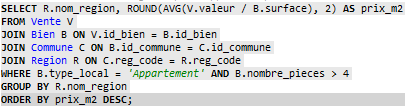 SELECT R.nom_region, ROUND(AVG(V.valeur / B.surface), 2) AS prix_m2
FROM Vente V
JOIN Bien B ON V.id_bien = B.id_bien
JOIN Commune C ON B.id_commune = C.id_commune
JOIN Region R ON C.reg_code = R.reg_code
WHERE B.type_local = 'Appartement' AND B.nombre_pieces > 4
GROUP BY R.nom_region
ORDER BY prix_m2 DESC;